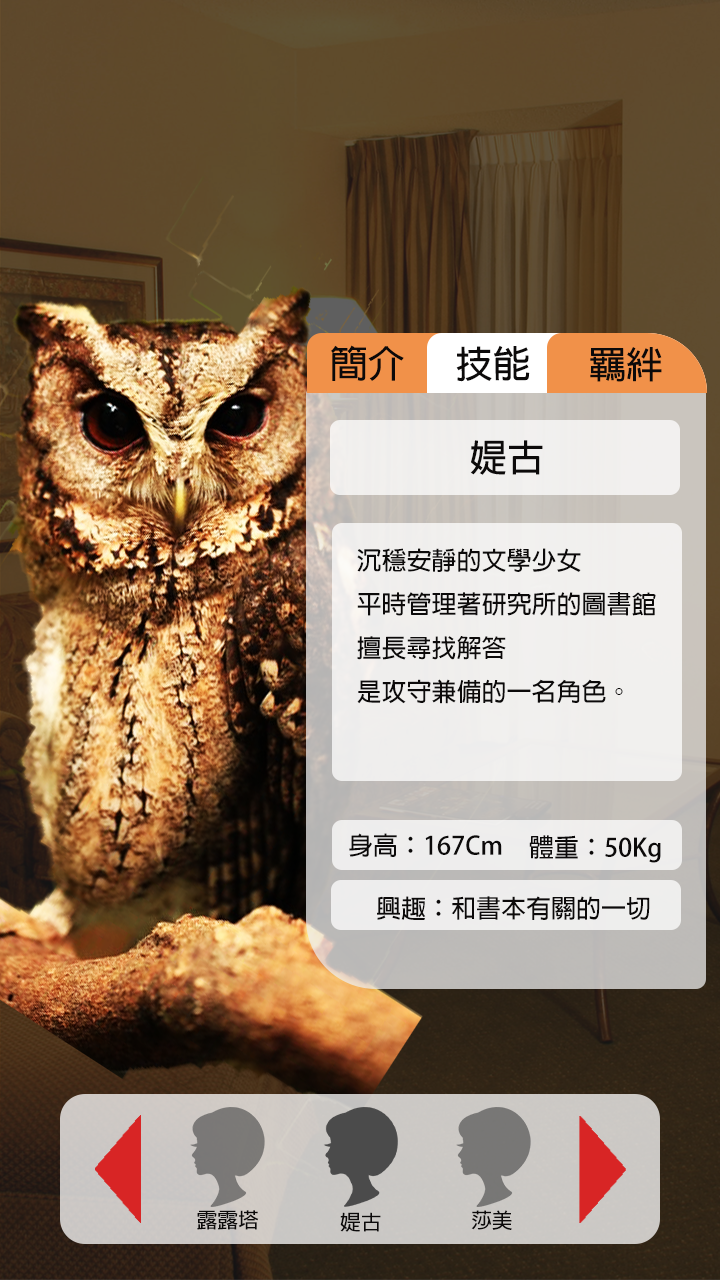 簡介 技能 羈絆
媞古
沉穩安靜的文學少女
平時管理著研究所的圖書館
擅長尋找解答
是攻守兼備的一名角色。
身高：167Cm 體重：50Kg
興趣：和書本有關的一切
露露塔 媞古 莎美